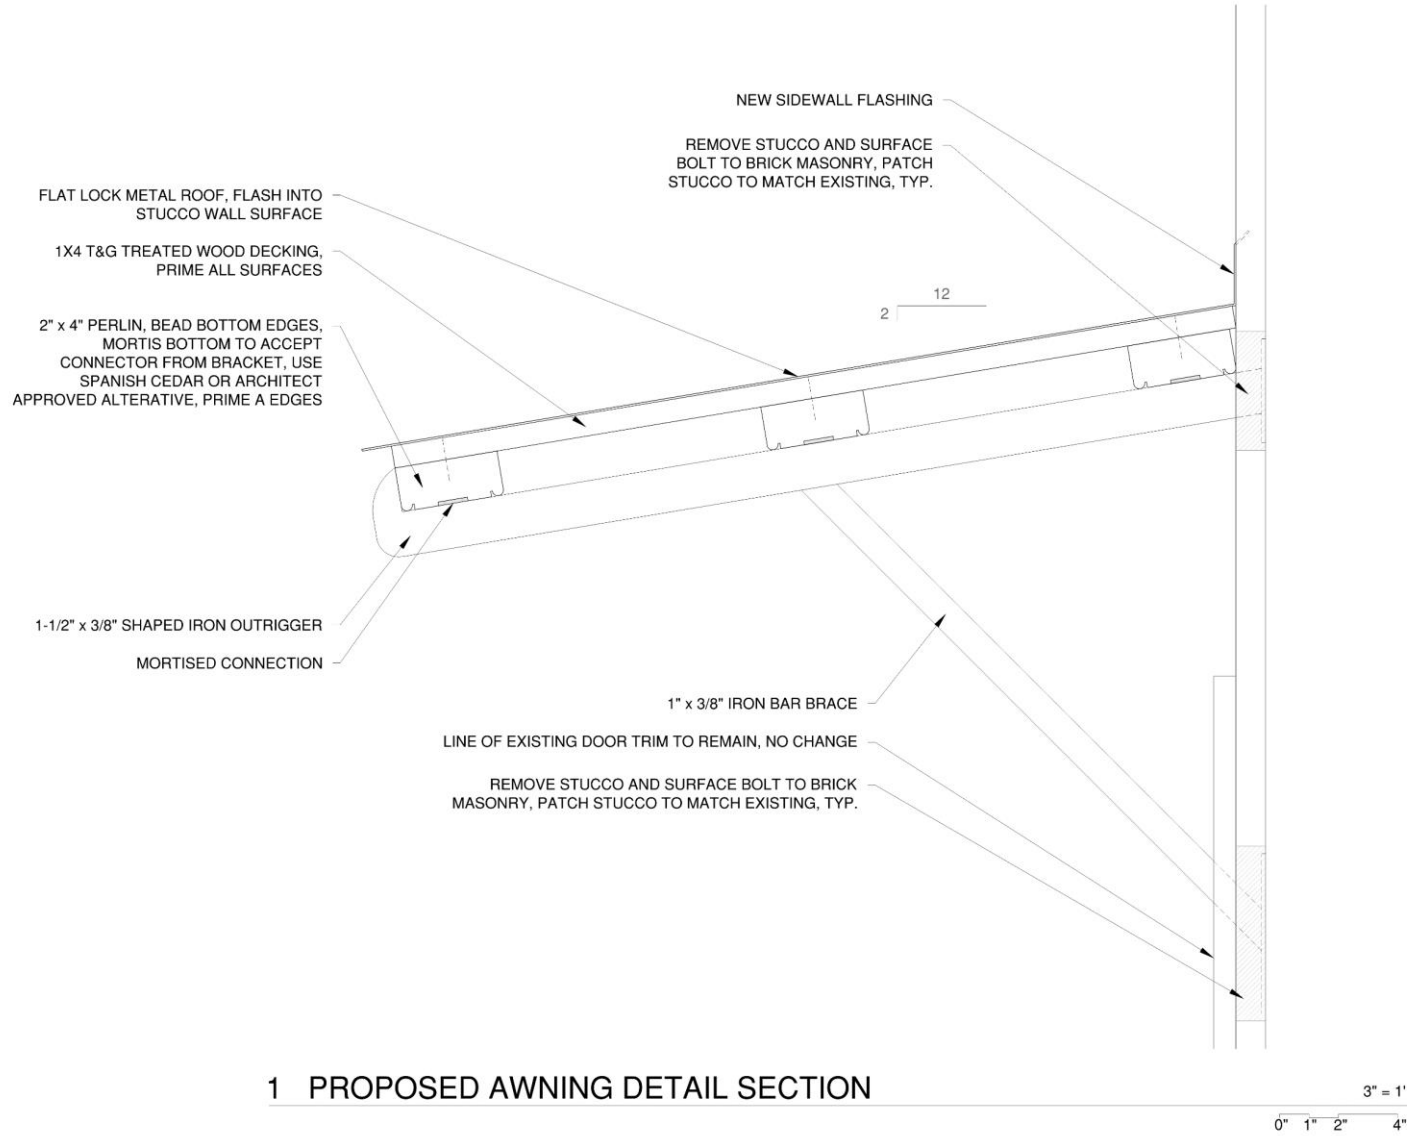 NEW SIDEWALL FLASHING
REMOVE STUCCO AND SURFACE
BOLT TO BRICK MASONRY, PATCH
STUCCO TO MATCH EXISTING, TYP.
FLAT LOCK METAL ROOF, FLASH INTO
STUCCO WALL SURFACE
1X4 T&G TREATED WOOD DECKING,
PRIME ALL SURFACES
2" x 4" PERLIN, BEAD BOTTOM EDGES,
MORTIS BOTTOM TO ACCEPT
CONNECTOR FROM BRACKET, USE
SPANISH CEDAR OR ARCHITECT
APPROVED ALTERATIVE, PRIME A EDGES
12
2
1-1/2" x 3/8" SHAPED IRON OUTRIGGER
MORTISED CONNECTION
1" x 3/8" IRON BAR BRACE
LINE OF EXISTING DOOR TRIM TO REMAIN, NO CHANGE
REMOVE STUCCO AND SURFACE BOLT TO BRICK
MASONRY, PATCH STUCCO TO MATCH EXISTING, TYP.
1 PROPOSED AWNING DETAIL SECTION
3" = 1'
0" 1" 2" 4"